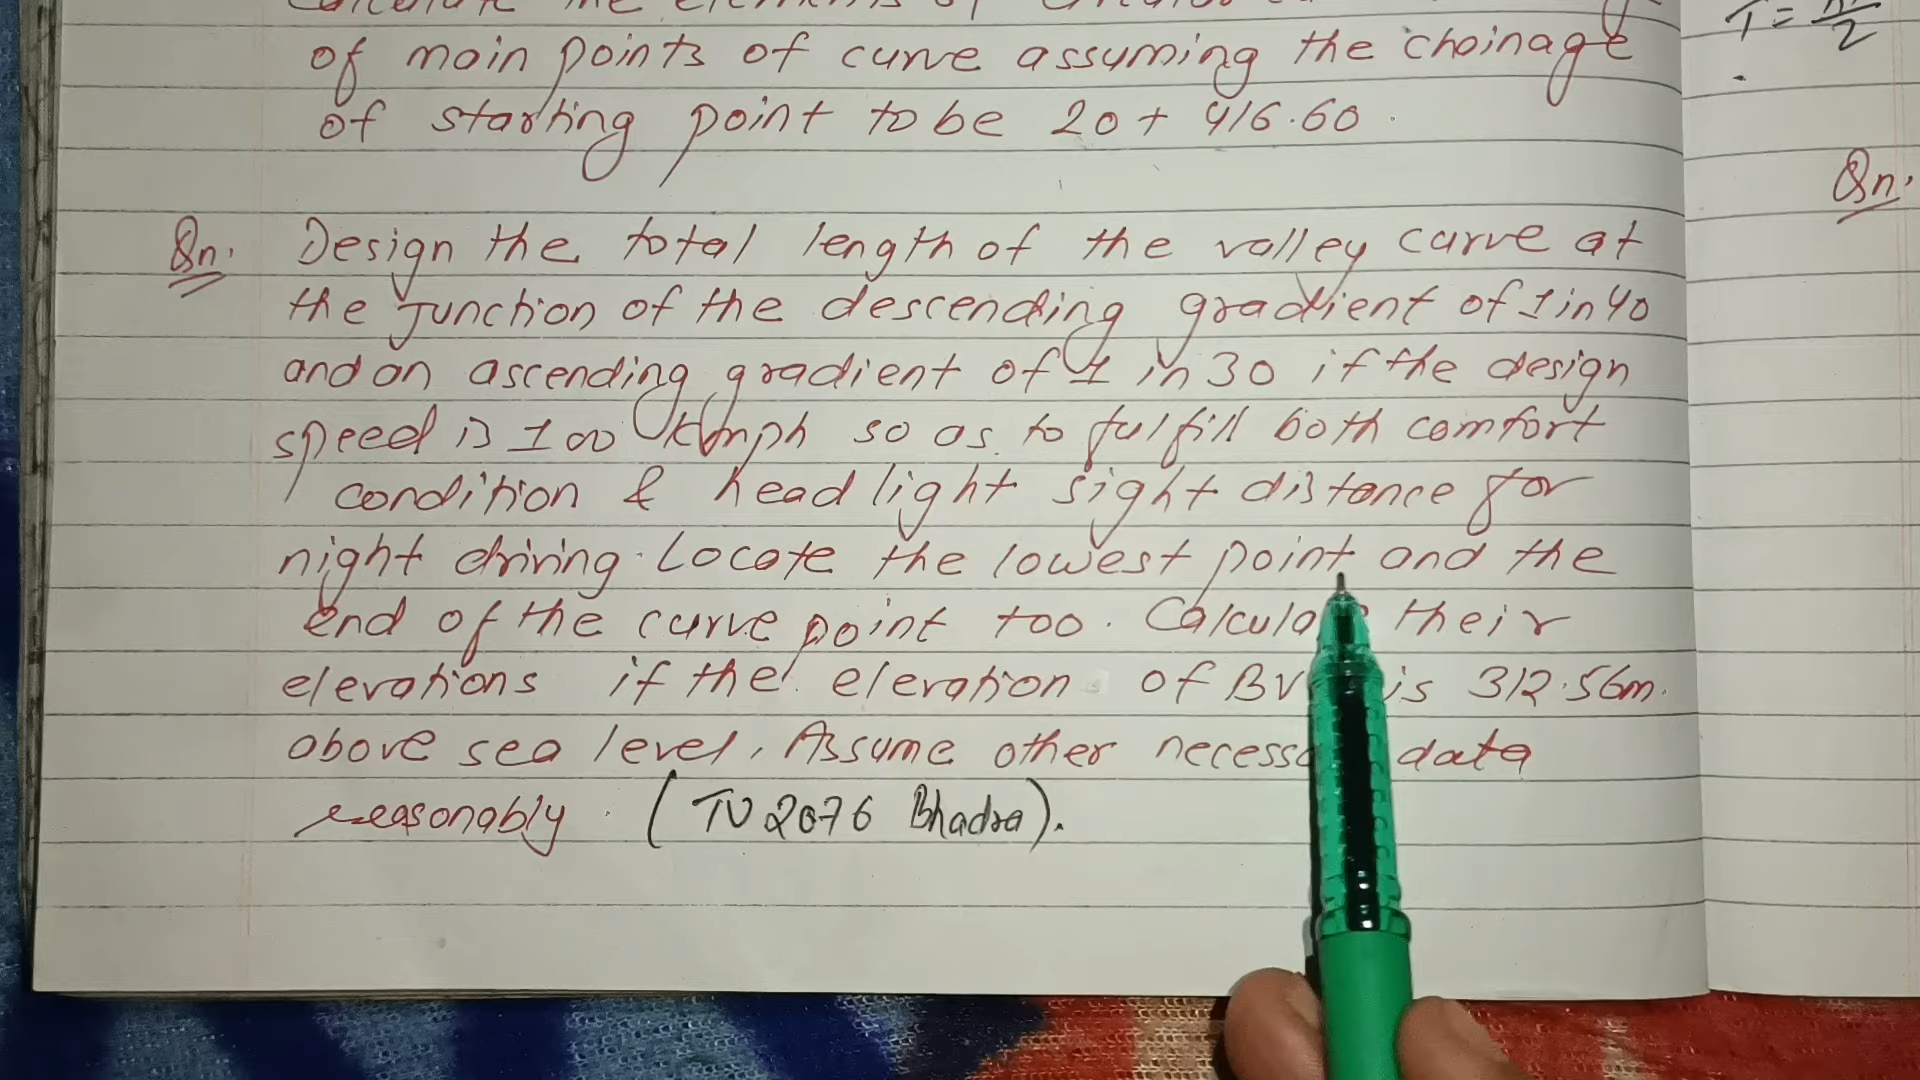 Calculate the elements of
of main points of curve assuming the chainage
of starting point to be 20+ 416.60.
Qn. Design the total length of the valley curve at
the junction of the descending gradient of 1 in 40
and an ascending gradient of 1 in 30 if the design
speed is 100 kmph so as to fulfill both comfort
condition & head light sight distance for
night driving. Locate the lowest point and the
end of the curve point too. their
elevations if the elevation of is 312.56m.
above sea level, Assume other data
reasonably. (TU 2076 Bhadra).
Qn.